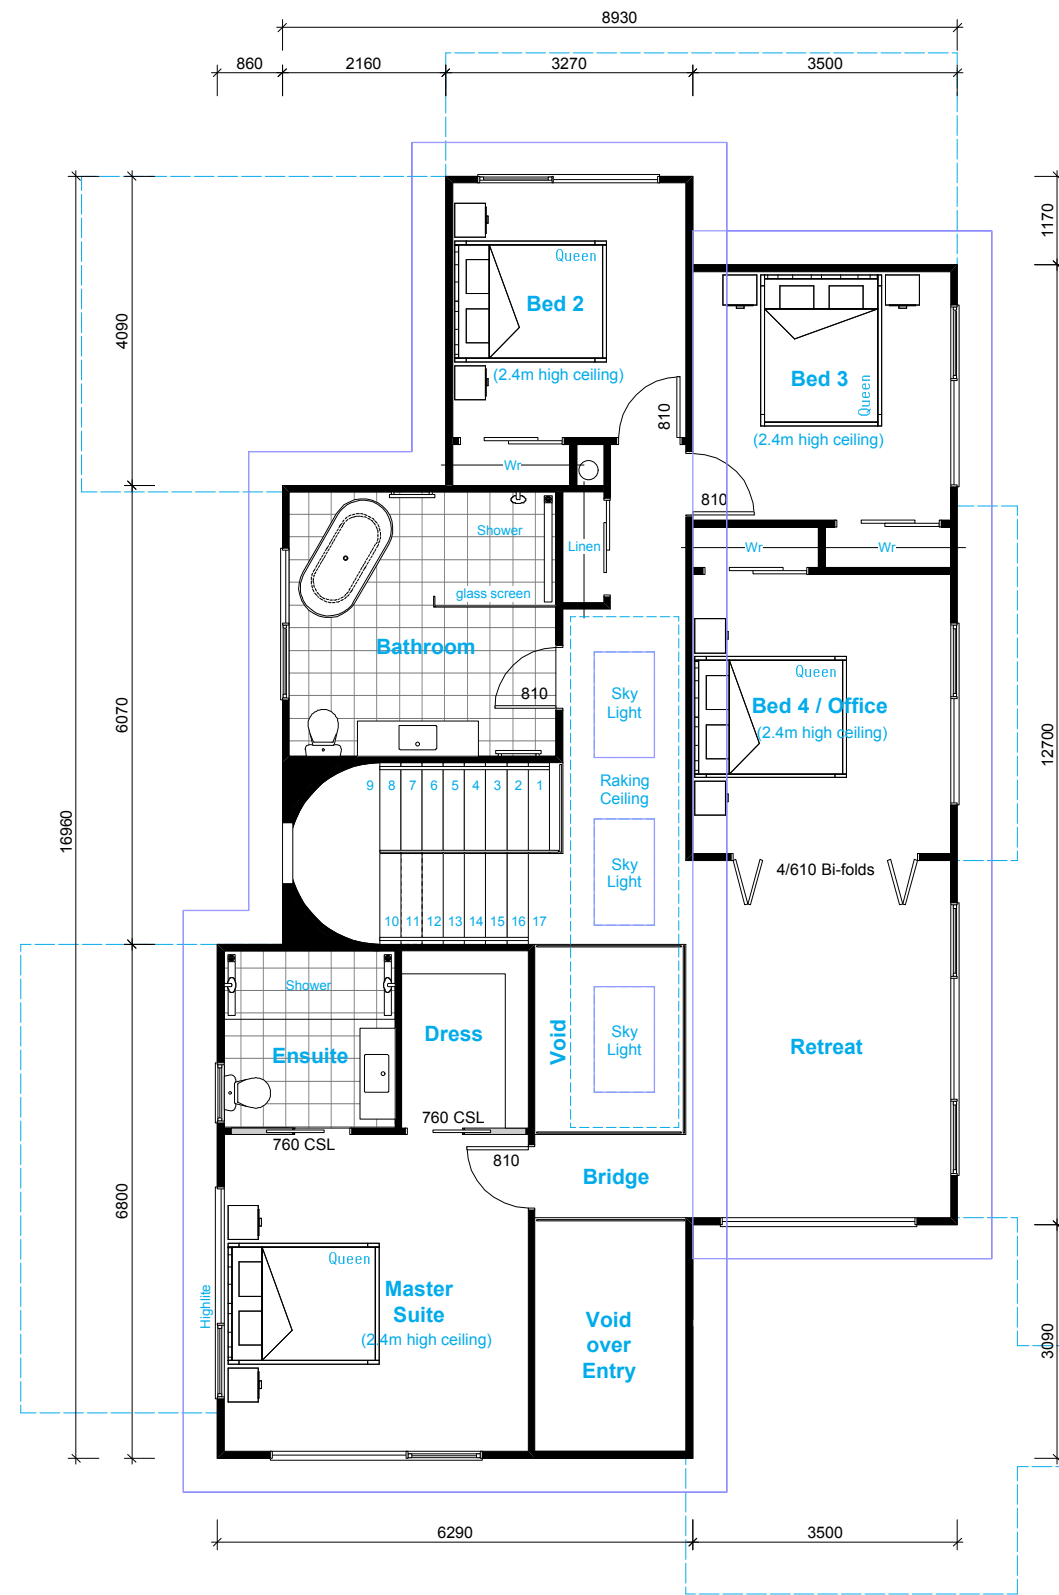 8930
860
2160
3270
3500
1170
4090
Queen
Bed 2
(2.4m high ceiling)
810
Bed 3
Queen
(2.4m high ceiling)
810
Wr
Wr
Wr
Linen
Shower
glass screen
Bathroom
810
6070
16960
12700
Sky
Light
Queen
Bed 4 / Office
(2.4m high ceiling)
Raking
Ceiling
9 8 7 6 5 4 3 2 1
Sky
Light
4/610 Bi-folds
10 11 12 13 14 15 16 17
Shower
Ensuite
Dress
Void
Sky
Light
Retreat
760 CSL
760 CSL
810
Bridge
6800
Queen
Highlite
Master
Suite
(2.4m high ceiling)
Void
over
Entry
3090
6290
3500